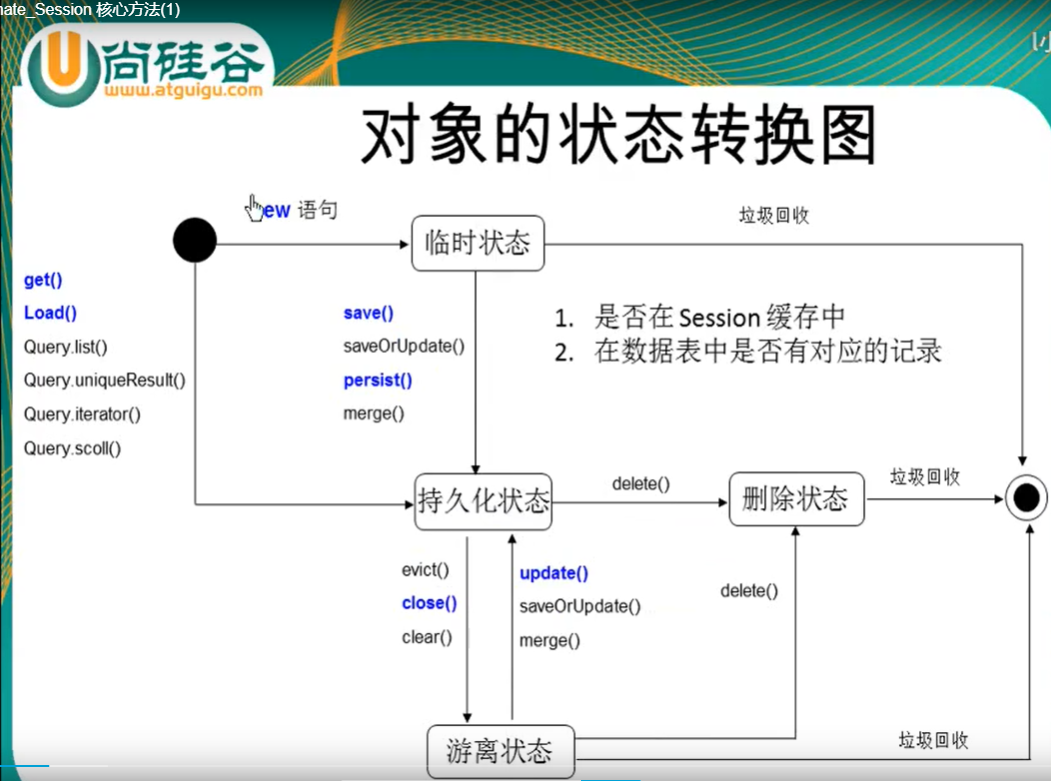 nate_Session 核心方法(1)
尚硅谷
www.atguigu.com
对象的状态转换图
ew 语句
临时状态
垃圾回收
get()
Load()
Query.list()
Query.uniqueResult()
Query.iterator()
Query.scoll()
save()
saveOrUpdate()
persist()
merge()
1. 是否在 Session 缓存中
2. 在数据表中是否有对应的记录
持久化状态
delete()
删除状态
垃圾回收
evict()
close()
clear()
update()
saveOrUpdate()
merge()
delete()
游离状态
垃圾回收